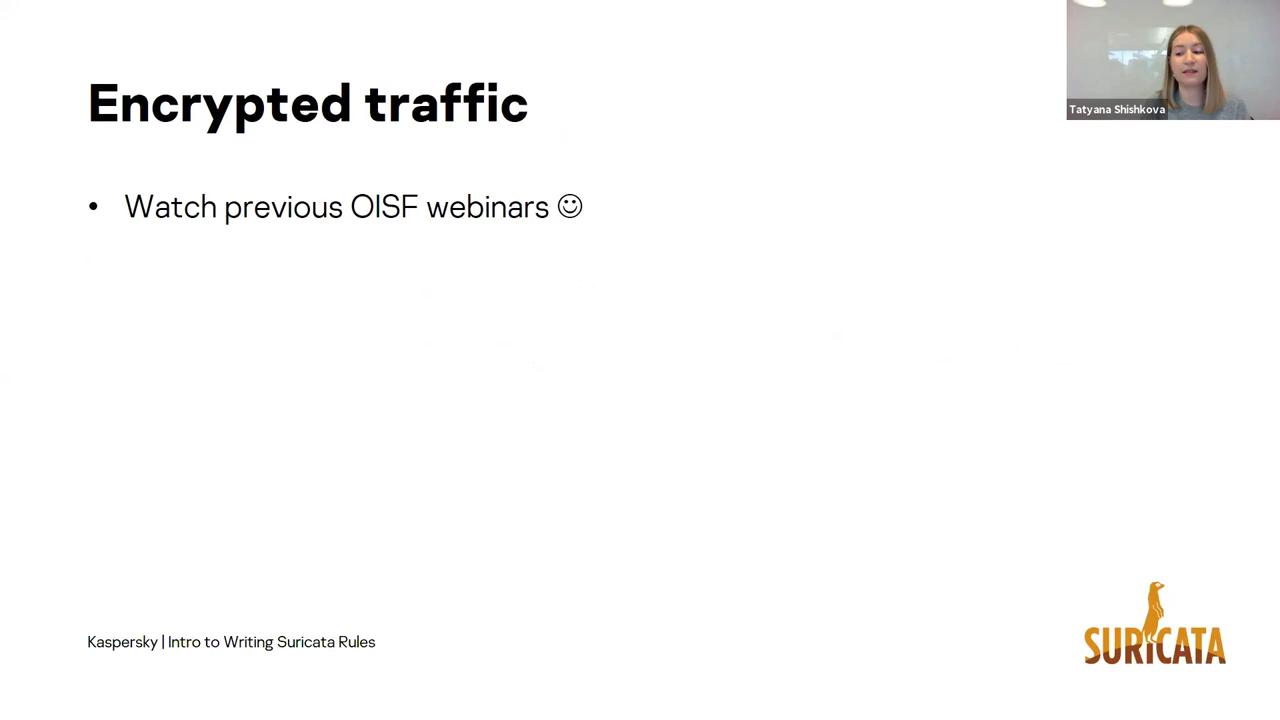 Encrypted traffic
Tatyana Shishkova
• Watch previous OISF webinars ☺
Kaspersky | Intro to Writing Suricata Rules
SURICATA